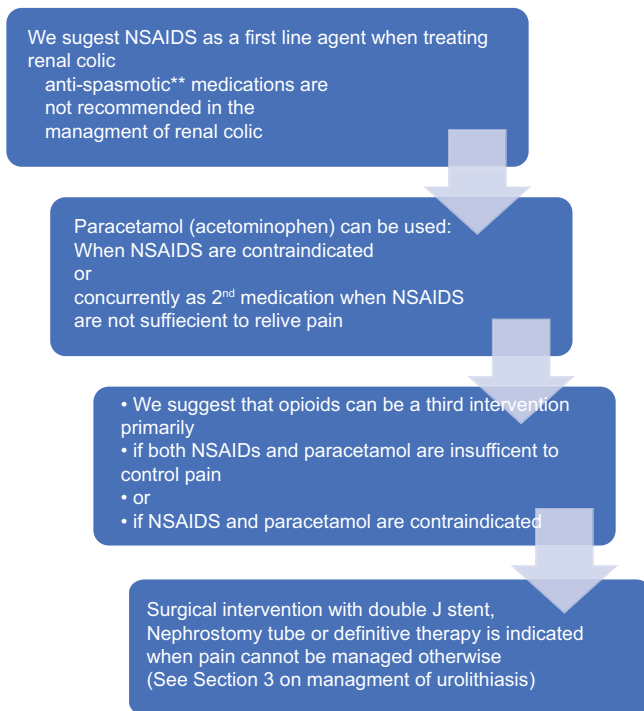 We sugest NSAIDS as a first line agent when treating
renal colic
anti-spasmotic** medications are
not recommended in the
managment of renal colic
Paracetamol (acetominophen) can be used:
When NSAIDS are contraindicated
or
concurrently as 2nd medication when NSAIDS
are not suffiecient to relive pain
• We suggest that opioids can be a third intervention
primarily
• if both NSAIDs and paracetamol are insufficent to
control pain
• or
• if NSAIDS and paracetamol are contraindicated
Surgical intervention with double J stent,
Nephrostomy tube or definitive therapy is indicated
when pain cannot be managed otherwise
(See Section 3 on managment of urolithiasis)